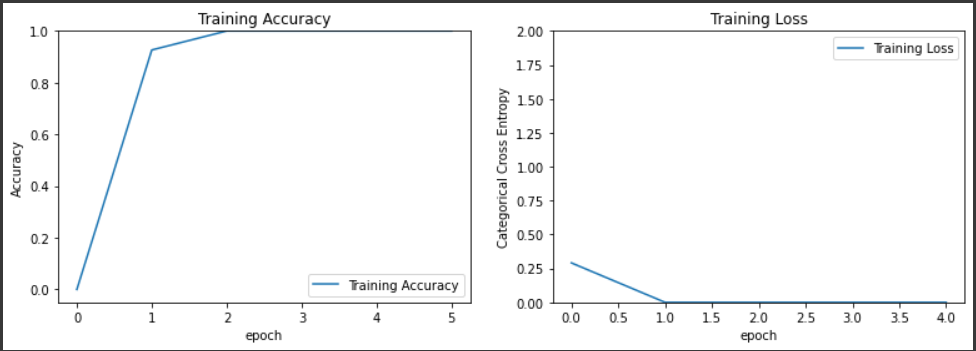 Training Accuracy
1.0
0.8
0.6
0.4
0.2
0.0
Accuracy
Training Accuracy
0 1 2 3 4 5
epoch
Training Loss
2.00
1.75
1.50
1.25
1.00
0.75
0.50
0.25
0.00
Categorical Cross Entropy
Training Loss
0.0 0.5 1.0 1.5 2.0 2.5 3.0 3.5 4.0
epoch